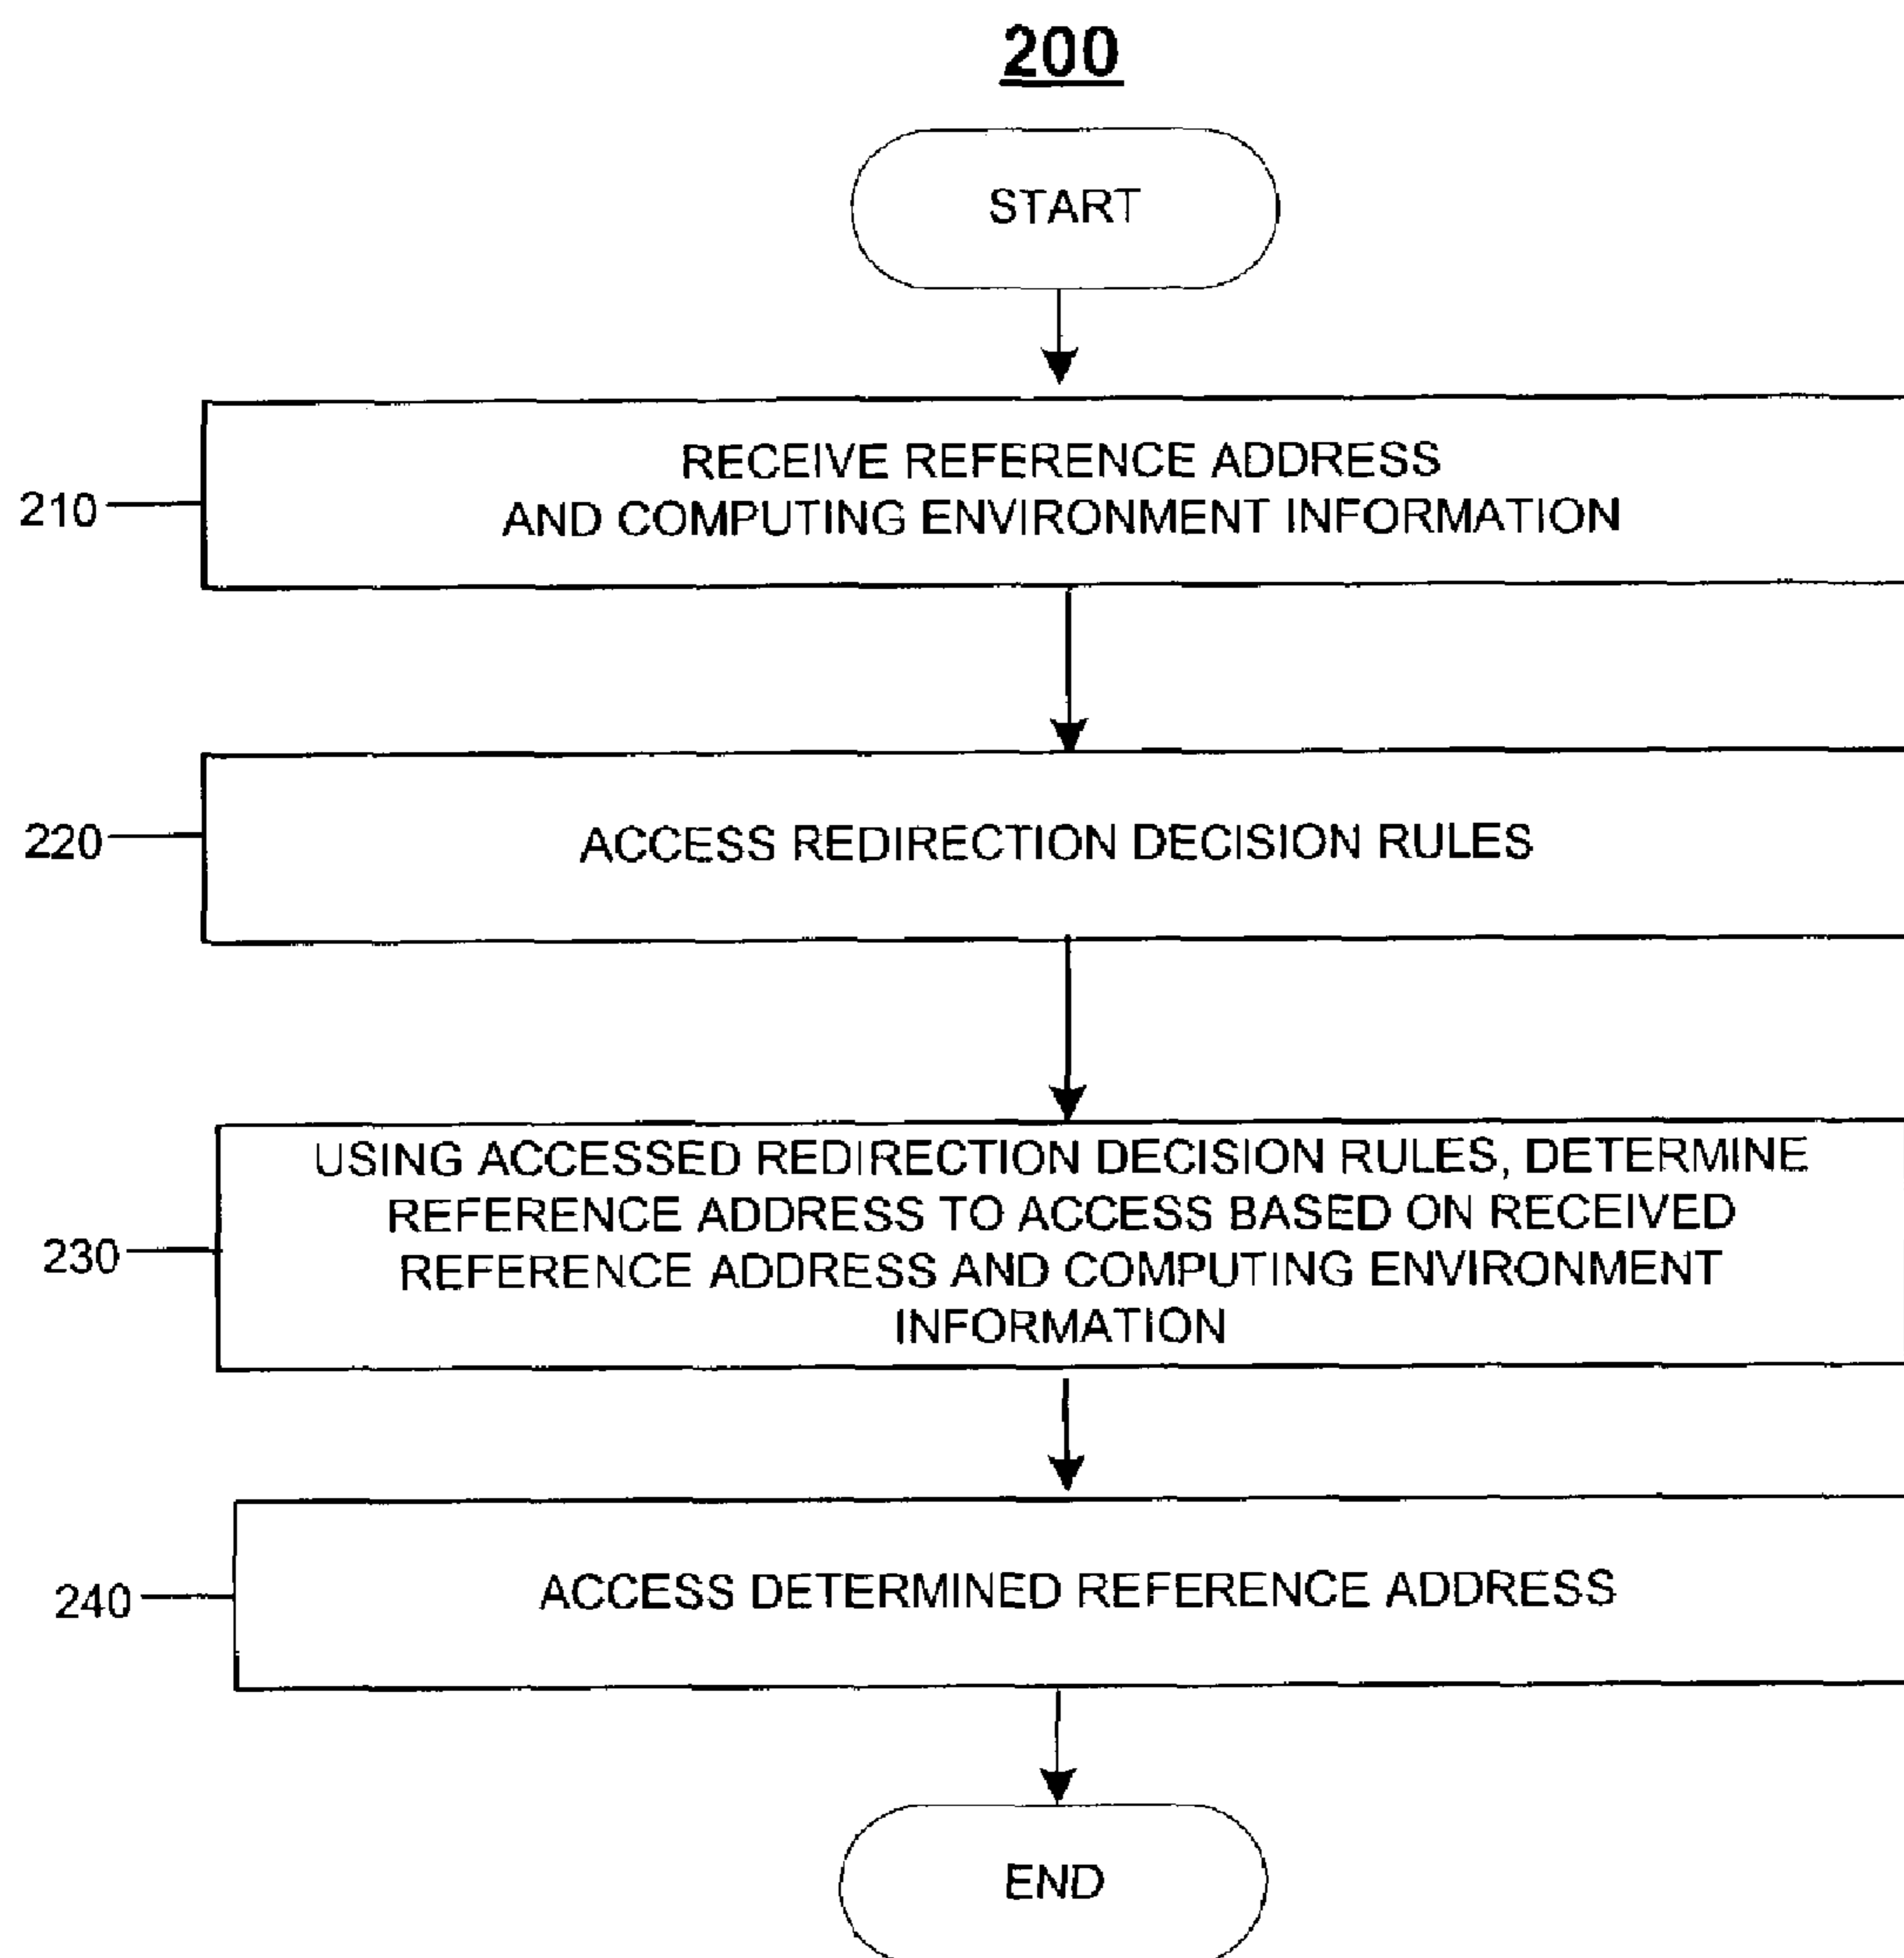 200
START
RECEIVE REFERENCE ADDRESS
AND COMPUTING ENVIRONMENT INFORMATION
210
220
ACCESS REDIRECTION DECISION RULES
USING ACCESSED REDIRECTION DECISION RULES, DETERMINE
REFERENCE ADDRESS TO ACCESS BASED ON RECEIVED
REFERENCE ADDRESS AND COMPUTING ENVIRONMENT
INFORMATION
230
240
ACCESS DETERMINED REFERENCE ADDRESS
END